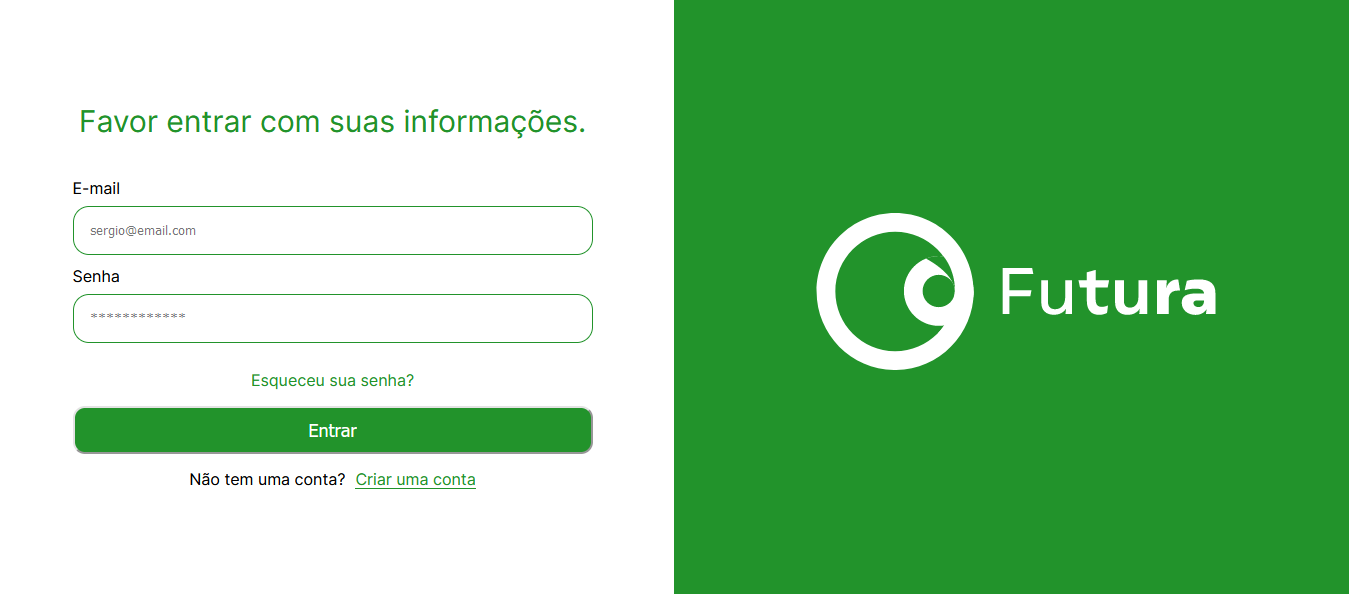 Favor entrar com suas informações.
E-mail
sergio@email.com
Senha
************
Esqueceu sua senha?
Entrar
Não tem uma conta? Criar uma conta
Futura